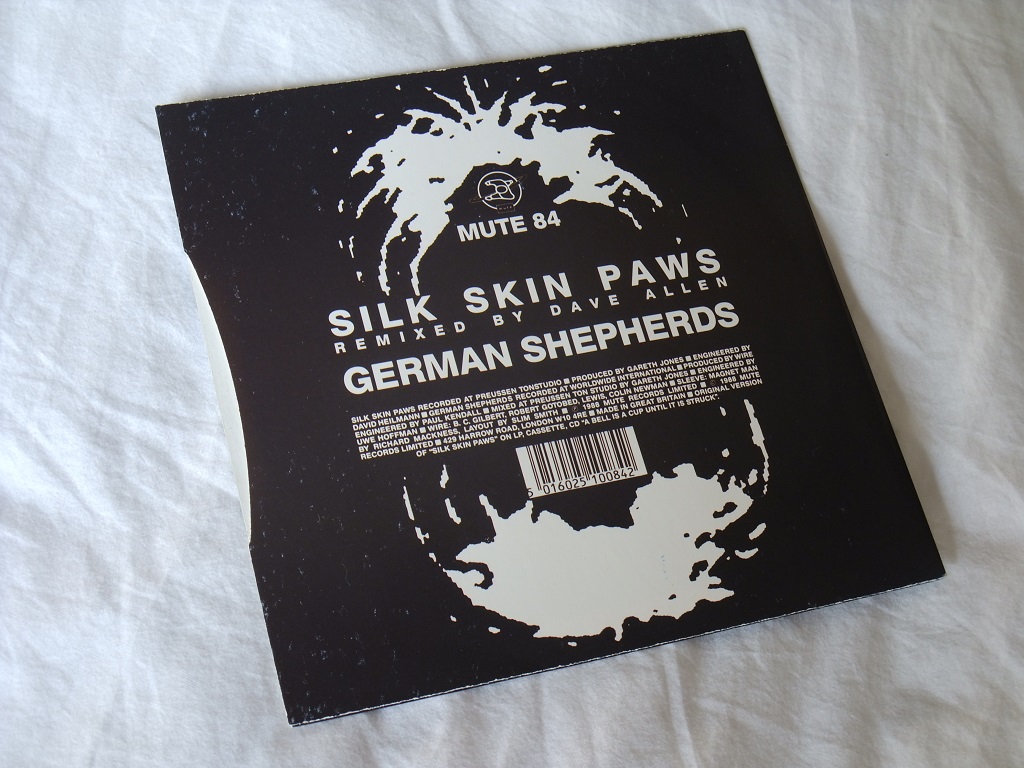 MUTE 84
SILK SKIN PAWS
REMIXED BY DAVE ALLEN
GERMAN SHEPHERDS
SILK SKIN PAWS RECORDED AT PREUSSEN TONSTUDIO ■ PRODUCED BY GARETH JONES ■ ENGINEERED BY
DAVID HEILMANN ■ GERMAN SHEPHERDS RECORDED AT WORLDWIDE INTERNATIONAL ■ PRODUCED BY WIRE
ENGINEERED BY PAUL KENDALL ■ MIXED AT PREUSSEN TON STUDIO BY GARETH JONES ■ ENGINEERED BY
UWE HOFFMAN ■ WIRE: B. C. GILBERT, ROBERT GOTOBED, LEWIS, COLIN NEWMAN ■ SLEEVE MAGNET MAN
BY RICHARD MACKNESS, LAYOUT BY SLIM SMITH ■ ℗ 1988 MUTE RECORDS LIMITED ■ © 1988 MUTE
RECORDS LIMITED ■ 429 HARROW ROAD, LONDON W10 4RE ■ MADE IN GREAT BRITAIN ■ ORIGINAL VERSION
OF "SILK SKIN PAWS" ON LP, CASSETTE, CD "A BELL IS A CUP UNTIL IT IS STRUCK".
5 016025 100842